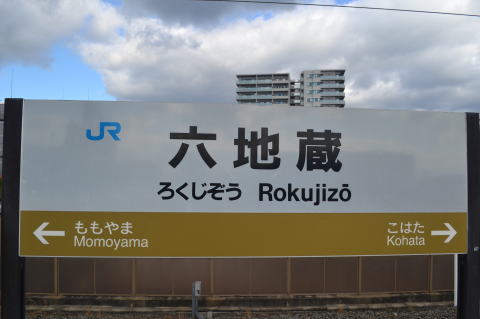 JR
六地蔵
ろくじぞう Rokujizō
ももやま
Momoyama
こはた
Kohata